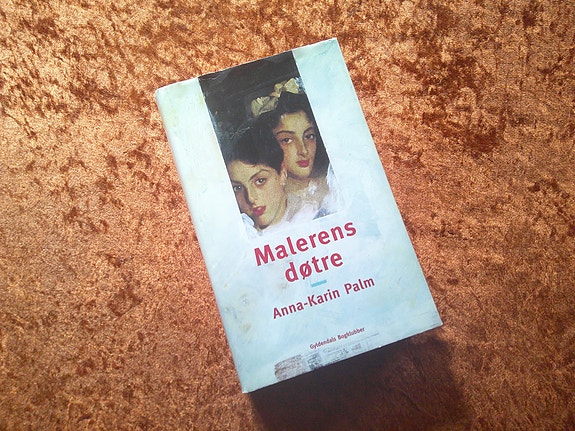 Malerens
døtre
Anna-Karin Palm
Gyldendals Bogklubber